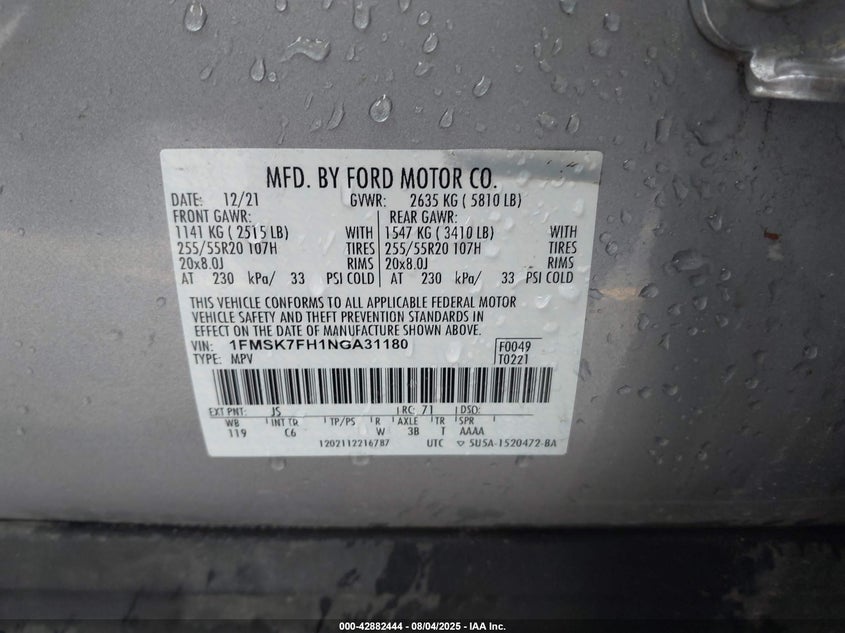 MFD. BY FORD MOTOR CO.
DATE: 12/21 GVWR: 2635 KG ( 5810 LB)
FRONT GAWR: REAR GAWR:
1141 KG ( 2515 LB) WITH 1547 KG ( 3410 LB) WITH
255/55R20 107H TIRES 255/55R20 107H TIRES
20x8.0J RIMS 20x8.0J RIMS
AT 230 kPa/ 33 PSI COLD AT 230 kPa/ 33 PSI COLD
THIS VEHICLE CONFORMS TO ALL APPLICABLE FEDERAL MOTOR
VEHICLE SAFETY AND THEFT PREVENTION STANDARDS IN
EFFECT ON THE DATE OF MANUFACTURE SHOWN ABOVE.
VIN: 1FMSK7FH1NGA31180 F0049
TYPE: MPV T0221
EXT PNT: JS RC: 71 DSO:
WB INT TR TP/PS R AXLE TR SPR
119 C6 W 3B T AAAA
1202112216787 UTC ▽ 5U5A-1520472-BA
000-42882444 - 08/04/2025 - IAA Inc.